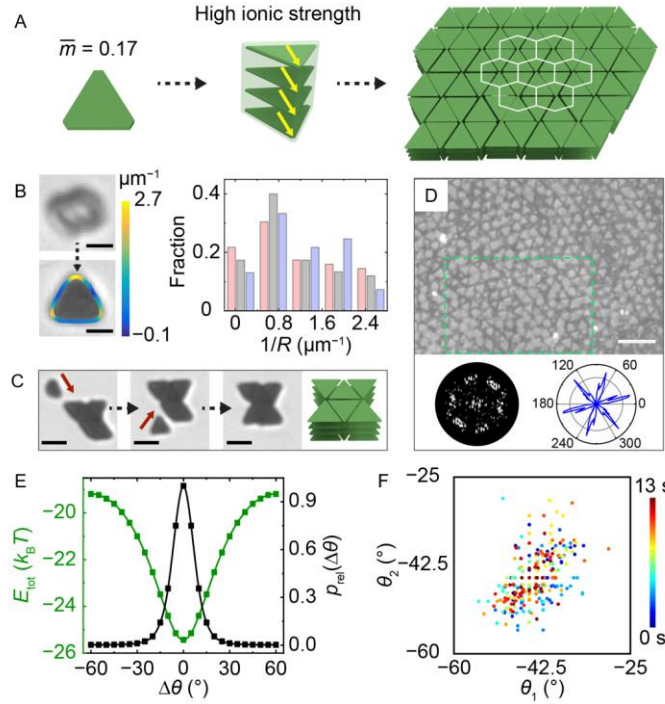 A
m̅ = 0.17
High ionic strength
B
μm⁻¹
2.7
−0.1
Fraction
0.4
0.2
0
0 0.8 1.6 2.4
1/R (μm⁻¹)
C
D
120 60
180 0
240 300
E
E_tot (k_BT)
−20
−22
−24
−26
0.9
0.6
0.3
0.0
p_rel(Δθ)
−60 −30 0 30 60
Δθ (°)
F
−25
−42.5
−60
θ₂ (°)
−60 −42.5 −25
θ₁ (°)
13 s
0 s